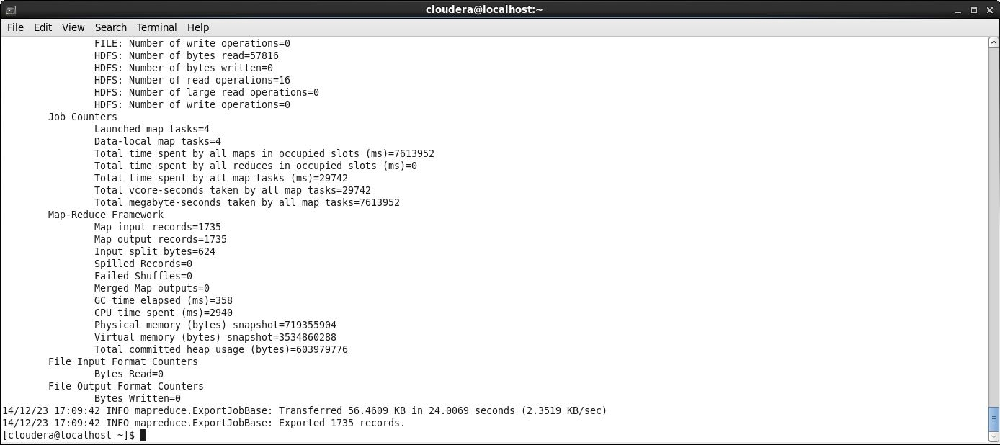 cloudera@localhost:~
File Edit View Search Terminal Help
FILE: Number of write operations=0
HDFS: Number of bytes read=57816
HDFS: Number of bytes written=0
HDFS: Number of read operations=16
HDFS: Number of large read operations=0
HDFS: Number of write operations=0
Job Counters
Launched map tasks=4
Data-local map tasks=4
Total time spent by all maps in occupied slots (ms)=7613952
Total time spent by all reduces in occupied slots (ms)=0
Total time spent by all map tasks (ms)=29742
Total vcore-seconds taken by all map tasks=29742
Total megabyte-seconds taken by all map tasks=7613952
Map-Reduce Framework
Map input records=1735
Map output records=1735
Input split bytes=624
Spilled Records=0
Failed Shuffles=0
Merged Map outputs=0
GC time elapsed (ms)=358
CPU time spent (ms)=2940
Physical memory (bytes) snapshot=719355904
Virtual memory (bytes) snapshot=3534860288
Total committed heap usage (bytes)=603979776
File Input Format Counters
Bytes Read=0
File Output Format Counters
Bytes Written=0
14/12/23 17:09:42 INFO mapreduce.ExportJobBase: Transferred 56.4609 KB in 24.0069 seconds (2.3519 KB/sec)
14/12/23 17:09:42 INFO mapreduce.ExportJobBase: Exported 1735 records.
[cloudera@localhost ~]$